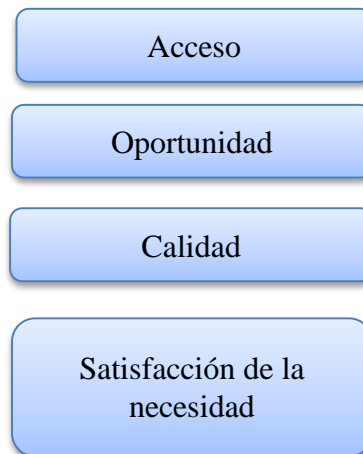 Acceso
Oportunidad
Calidad
Satisfacción de la
necesidad